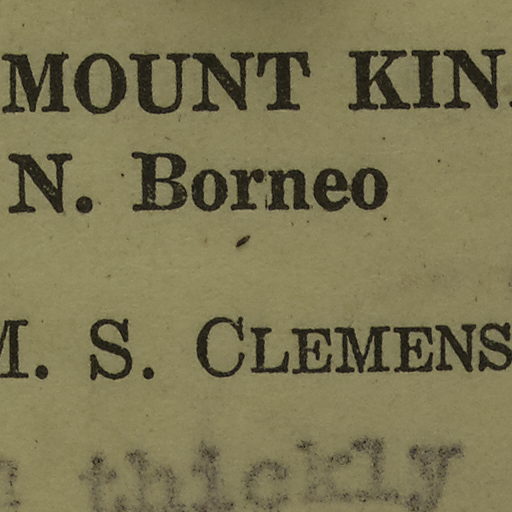 MOUNT KIN
N. Borneo
M. S. CLEMENS
thickly